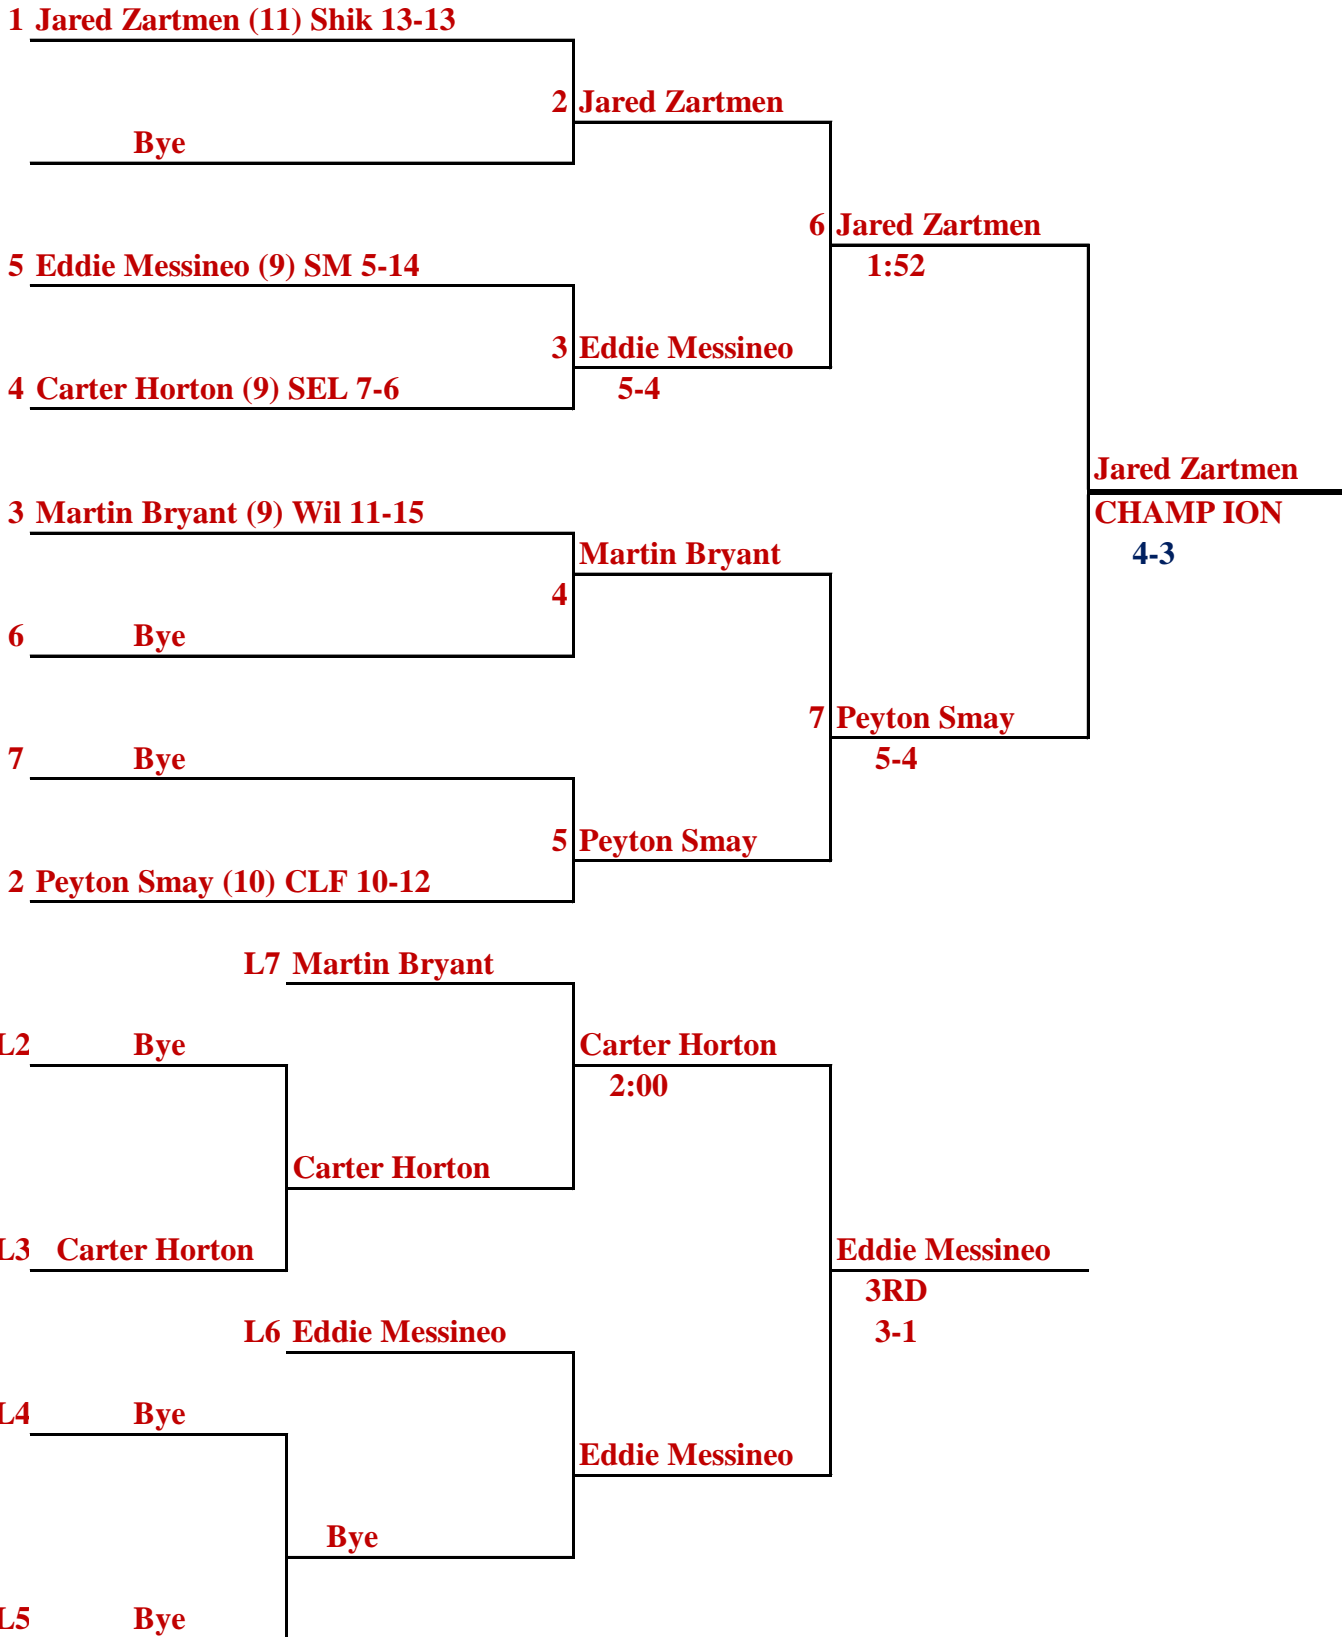 1 Jared Zartmen (11) Shik 13-13
2 Jared Zartmen
Bye
6 Jared Zartmen
1:52
5 Eddie Messineo (9) SM 5-14
3 Eddie Messineo
5-4
4 Carter Horton (9) SEL 7-6
Jared Zartmen
CHAMP ION
4-3
3 Martin Bryant (9) Wil 11-15
Martin Bryant
4
6 Bye
7 Peyton Smay
5-4
7 Bye
5 Peyton Smay
2 Peyton Smay (10) CLF 10-12
L7 Martin Bryant
L2 Bye
Carter Horton
2:00
Carter Horton
L3 Carter Horton
Eddie Messineo
3RD
3-1
L6 Eddie Messineo
L4 Bye
Eddie Messineo
Bye
L5 Bye